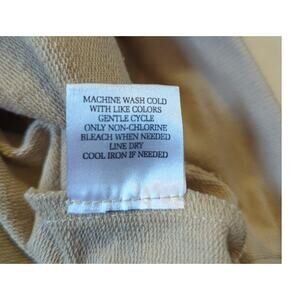 MACHINE WASH COLD
WITH LIKE COLORS
GENTLE CYCLE
ONLY NON-CHLORINE
BLEACH WHEN NEEDED
LINE DRY
COOL IRON IF NEEDED